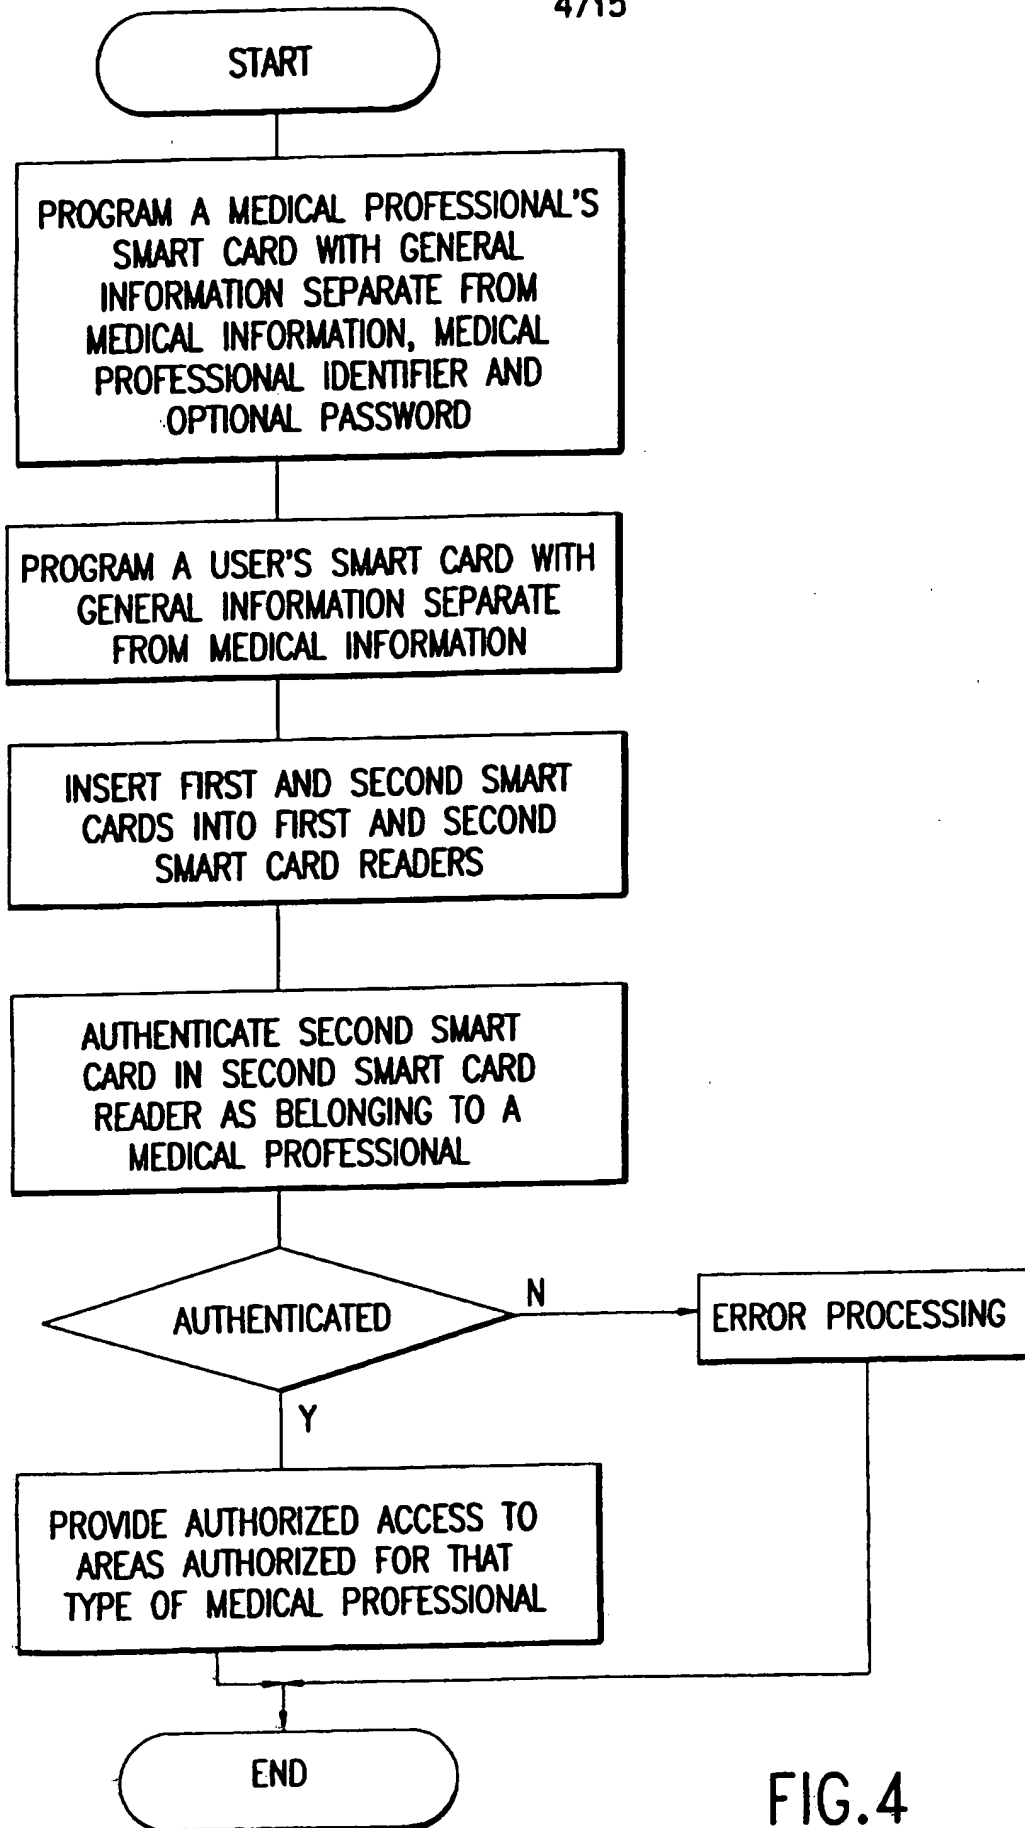 4/15
START
PROGRAM A MEDICAL PROFESSIONAL'S
SMART CARD WITH GENERAL
INFORMATION SEPARATE FROM
MEDICAL INFORMATION, MEDICAL
PROFESSIONAL IDENTIFIER AND
OPTIONAL PASSWORD
PROGRAM A USER'S SMART CARD WITH
GENERAL INFORMATION SEPARATE
FROM MEDICAL INFORMATION
INSERT FIRST AND SECOND SMART
CARDS INTO FIRST AND SECOND
SMART CARD READERS
AUTHENTICATE SECOND SMART
CARD IN SECOND SMART CARD
READER AS BELONGING TO A
MEDICAL PROFESSIONAL
AUTHENTICATED
N
ERROR PROCESSING
Y
PROVIDE AUTHORIZED ACCESS TO
AREAS AUTHORIZED FOR THAT
TYPE OF MEDICAL PROFESSIONAL
END
FIG.4